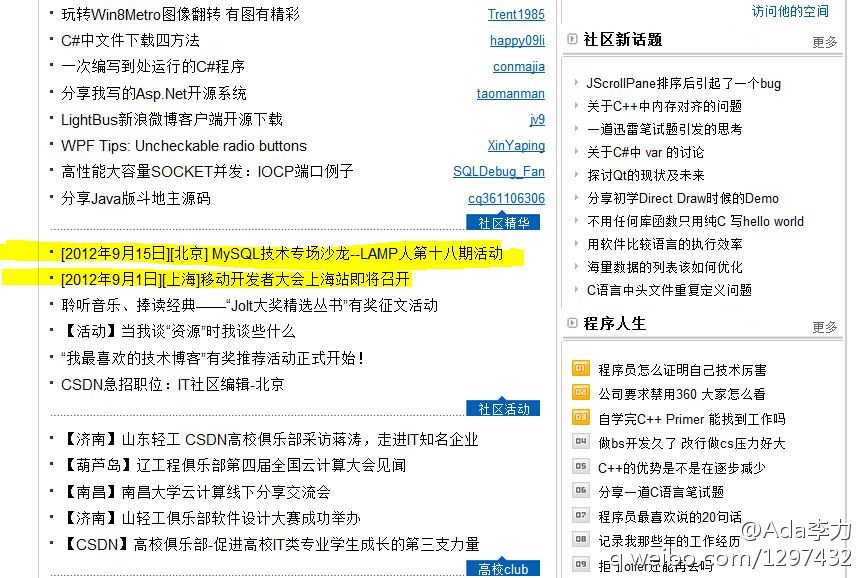 玩转Win8Metro图像翻转 有图有精彩 Trent1985
C#中文件下载四方法 happy09li
一次编写到处运行的C#程序 conmajia
分享我写的Asp.Net开源系统 taomanman
LightBus新浪微博客户端开源下载 jv9
WPF Tips: Uncheckable radio buttons XinYaping
高性能大容量SOCKET并发：IOCP端口例子 SQLDebug_Fan
分享Java版斗地主源码 cq361106306
社区精华
[2012年9月15日][北京] MySQL技术专场沙龙--LAMP人第十八期活动
[2012年9月1日][上海]移动开发者大会上海站即将召开
聆听音乐、捧读经典——“Jolt大奖精选丛书”有奖征文活动
【活动】当我谈“资源”时我谈些什么
“我最喜欢的技术博客”有奖推荐活动正式开始！
CSDN急招职位：IT社区编辑-北京
社区活动
【济南】山东轻工 CSDN高校俱乐部采访蒋涛，走进IT知名企业
【葫芦岛】辽工程俱乐部第四届全国云计算大会见闻
【南昌】南昌大学云计算线下分享交流会
【济南】山轻工俱乐部软件设计大赛成功举办
【CSDN】高校俱乐部-促进高校IT类专业学生成长的第三支力量
高校club
访问他的空间
社区新话题 更多
JScrollPane排序后引起了一个bug
关于C++中内存对齐的问题
一道迅雷笔试题引发的思考
关于C#中 var 的讨论
探讨Qt的现状及未来
分享初学Direct Draw时候的Demo
不用任何库函数只用纯C 写hello world
用软件比较语言的执行效率
海量数据的列表该如何优化
C语言中头文件重复定义问题
程序人生 更多
01 程序员怎么证明自己技术厉害
02 公司要求禁用360 大家怎么看
03 自学完C++ Primer 能找到工作吗
04 做bs开发久了 改行做cs压力好大
05 C++的优势是不是在逐步减少
06 分享一道C语言笔试题
07 程序员最喜欢说的20句话
08 记录我那些年的工作经历
09 拒了offer还能再去吗
@Ada李力
weibo.com/1297432